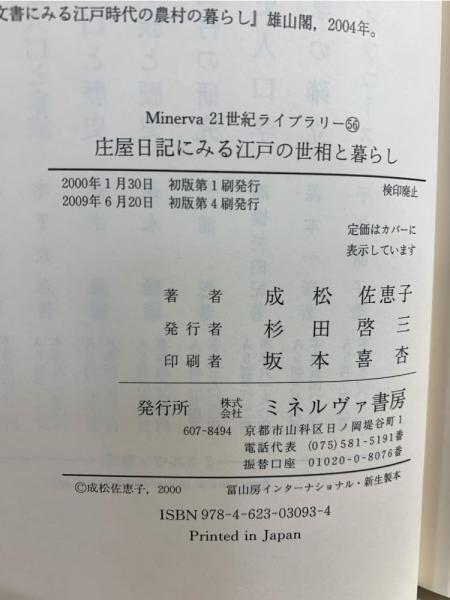 文書にみる江戸時代の農村の暮らし』雄山閣，2004年。
Minerva 21世紀ライブラリー㊻
庄屋日記にみる江戸の世相と暮らし
2000年1月30日　初版第1刷発行　検印廃止
2009年6月20日　初版第4刷発行
定価はカバーに
表示しています
著者　成松佐恵子
発行者　杉田啓三
印刷者　坂本喜杏
発行所　株式会社　ミネルヴァ書房
607-8494　京都市山科区日ノ岡堤谷町1
電話代表　(075)581-5191番
振替口座　01020-0-8076番
©成松佐恵子，2000　冨山房インターナショナル・新生製本
ISBN 978-4-623-03093-4
Printed in Japan